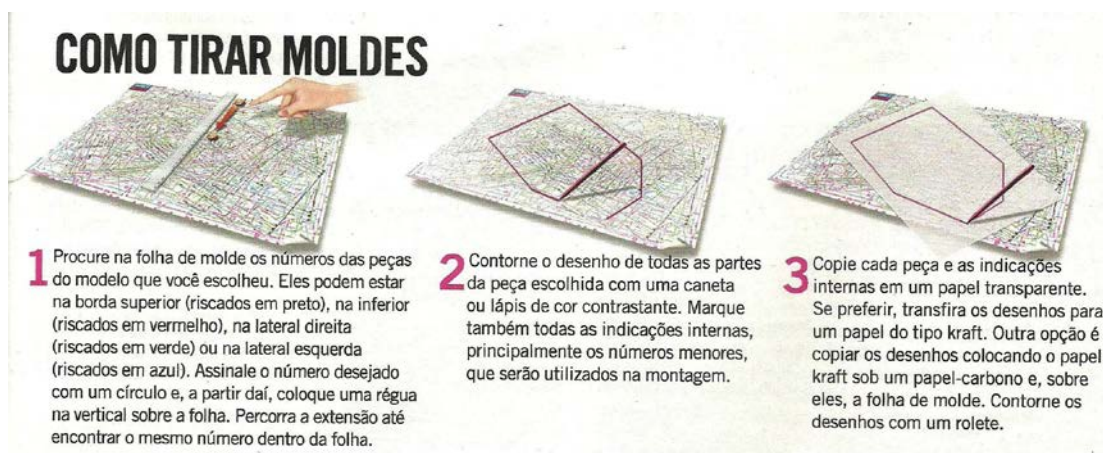 COMO TIRAR MOLDES
1 Procure na folha de molde os números das peças
do modelo que você escolheu. Eles podem estar
na borda superior (riscados em preto), na inferior
(riscados em vermelho), na lateral direita
(riscados em verde) ou na lateral esquerda
(riscados em azul). Assinale o número desejado
com um círculo e, a partir daí, coloque uma régua
na vertical sobre a folha. Percorra a extensão até
encontrar o mesmo número dentro da folha.
2 Contorne o desenho de todas as partes
da peça escolhida com uma caneta
ou lápis de cor contrastante. Marque
também todas as indicações internas,
principalmente os números menores,
que serão utilizados na montagem.
3 Copie cada peça e as indicações
internas em um papel transparente.
Se preferir, transfira os desenhos para
um papel do tipo kraft. Outra opção é
copiar os desenhos colocando o papel
kraft sob um papel-carbono e, sobre
eles, a folha de molde. Contorne os
desenhos com um rolete.